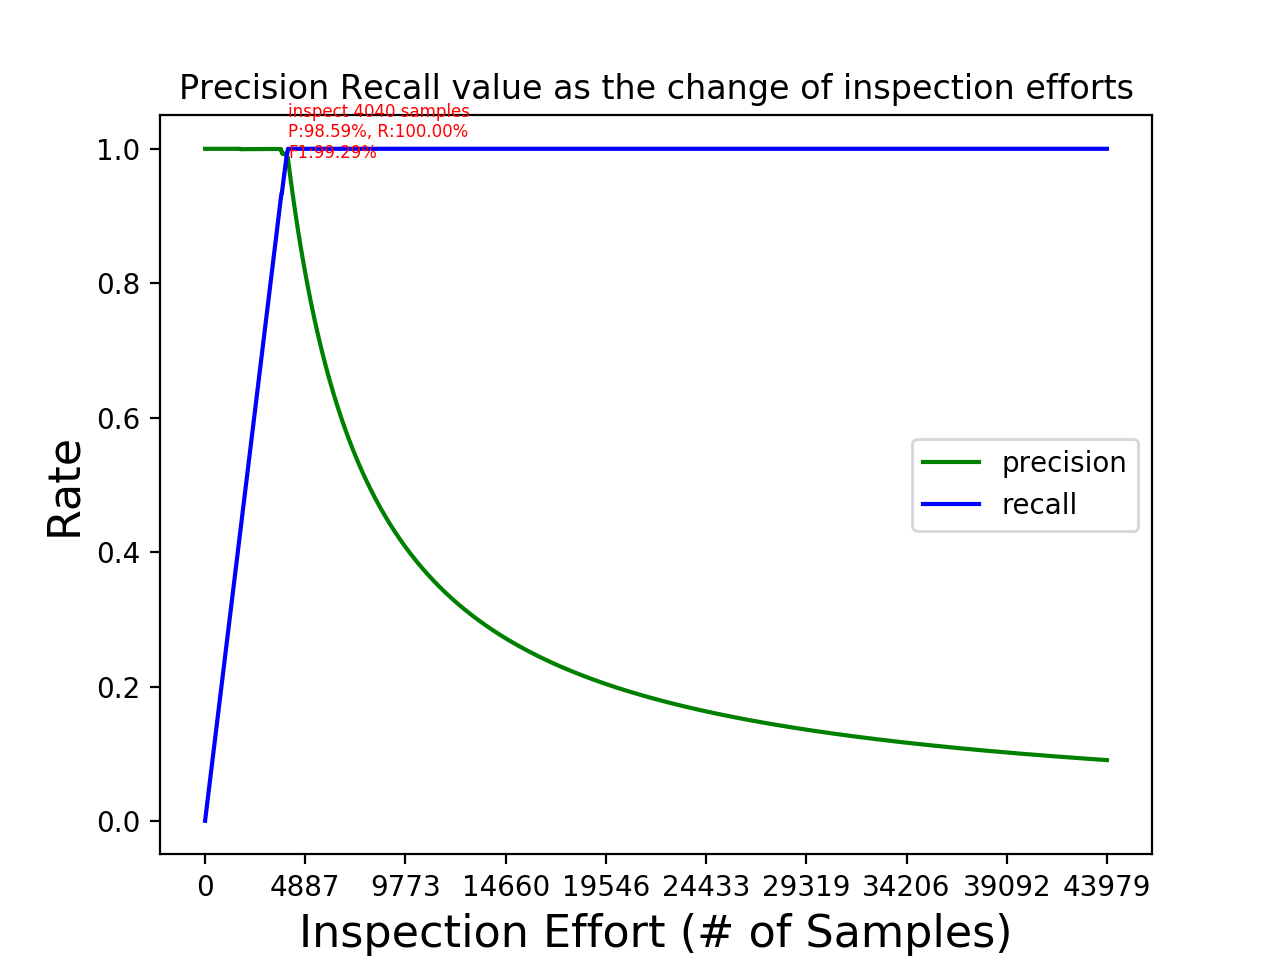 Precision Recall value as the change of inspection efforts
inspect 4040 samples
P:98.59%, R:100.00%
F1:99.29%
1.0
0.8
0.6
0.4
0.2
0.0
Rate
precision
recall
0 4887 9773 14660 19546 24433 29319 34206 39092 43979
Inspection Effort (# of Samples)